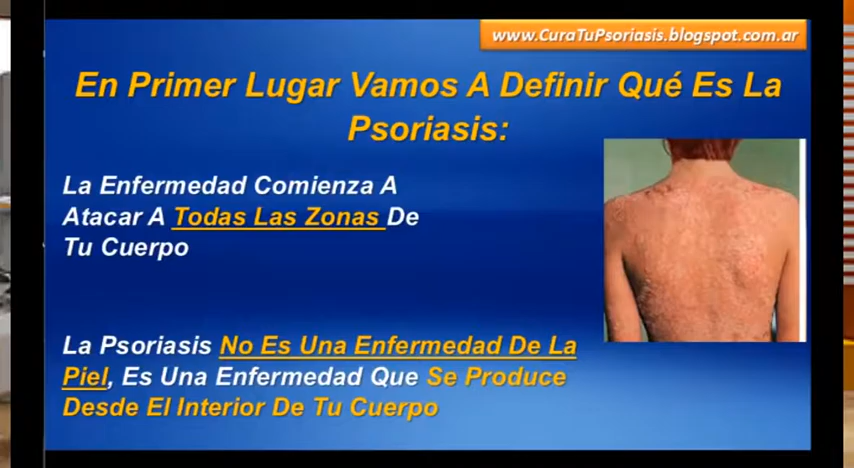 www.CuraTuPsoriasis.blogspot.com.ar
En Primer Lugar Vamos A Definir Qué Es La
Psoriasis:
La Enfermedad Comienza A
Atacar A Todas Las Zonas De
Tu Cuerpo
La Psoriasis No Es Una Enfermedad De La
Piel, Es Una Enfermedad Que Se Produce
Desde El Interior De Tu Cuerpo